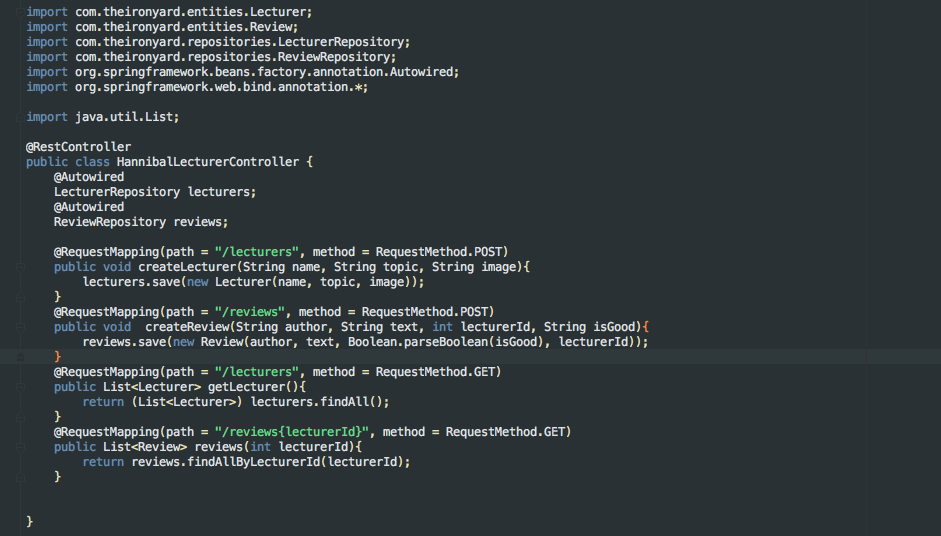 import com.theironyard.entities.Lecturer;
import com.theironyard.entities.Review;
import com.theironyard.repositories.LecturerRepository;
import com.theironyard.repositories.ReviewRepository;
import org.springframework.beans.factory.annotation.Autowired;
import org.springframework.web.bind.annotation.*;
import java.util.List;
@RestController
public class HannibalLecturerController {
@Autowired
LecturerRepository lecturers;
@Autowired
ReviewRepository reviews;
@RequestMapping(path = "/lecturers", method = RequestMethod.POST)
public void createLecturer(String name, String topic, String image){
lecturers.save(new Lecturer(name, topic, image));
}
@RequestMapping(path = "/reviews", method = RequestMethod.POST)
public void  createReview(String author, String text, int lecturerId, String isGood){
reviews.save(new Review(author, text, Boolean.parseBoolean(isGood), lecturerId));
}
@RequestMapping(path = "/lecturers", method = RequestMethod.GET)
public List<Lecturer> getLecturer(){
return (List<Lecturer>) lecturers.findAll();
}
@RequestMapping(path = "/reviews{lecturerId}", method = RequestMethod.GET)
public List<Review> reviews(int lecturerId){
return reviews.findAllByLecturerId(lecturerId);
}
}